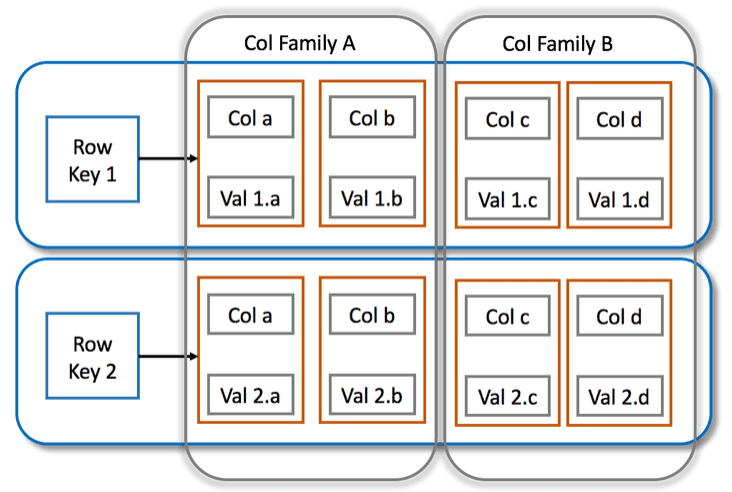 Col Family A
Col Family B
Col a
Col b
Col c
Col d
Row
Key 1
Val 1.a
Val 1.b
Val 1.c
Val 1.d
Col a
Col b
Col c
Col d
Row
Key 2
Val 2.a
Val 2.b
Val 2.c
Val 2.d